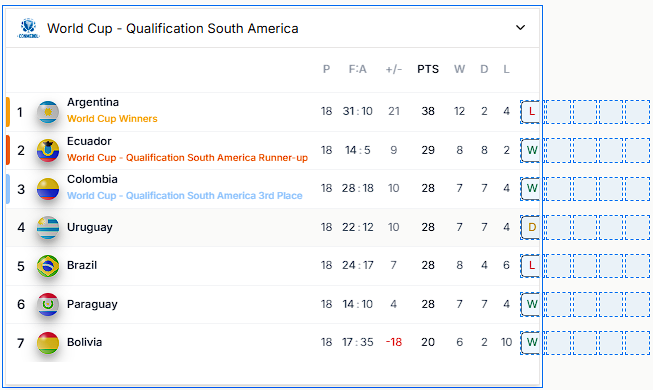 CONMEBOL
World Cup - Qualification South America
P F:A +/- PTS W D L
1 Argentina 18 31:10 21 38 12 2 4 L
World Cup Winners
2 Ecuador 18 14:5 9 29 8 8 2 W
World Cup - Qualification South America Runner-up
3 Colombia 18 28:18 10 28 7 7 4 W
World Cup - Qualification South America 3rd Place
4 Uruguay 18 22:12 10 28 7 7 4 D
5 Brazil 18 24:17 7 28 8 4 6 L
6 Paraguay 18 14:10 4 28 7 7 4 W
7 Bolivia 18 17:35 -18 20 6 2 10 W